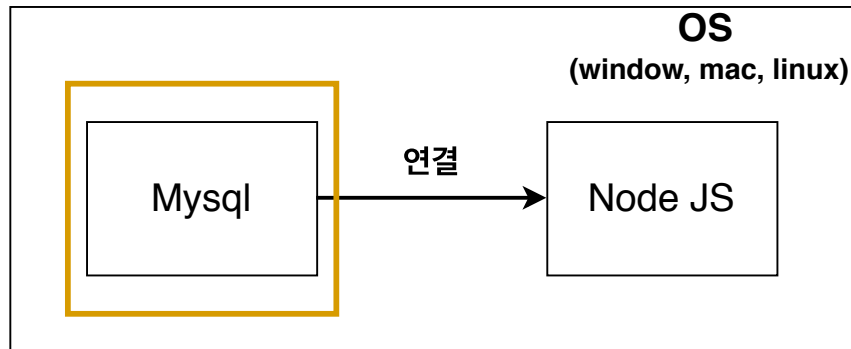 OS
(window, mac, linux)
연결
Mysql
Node JS